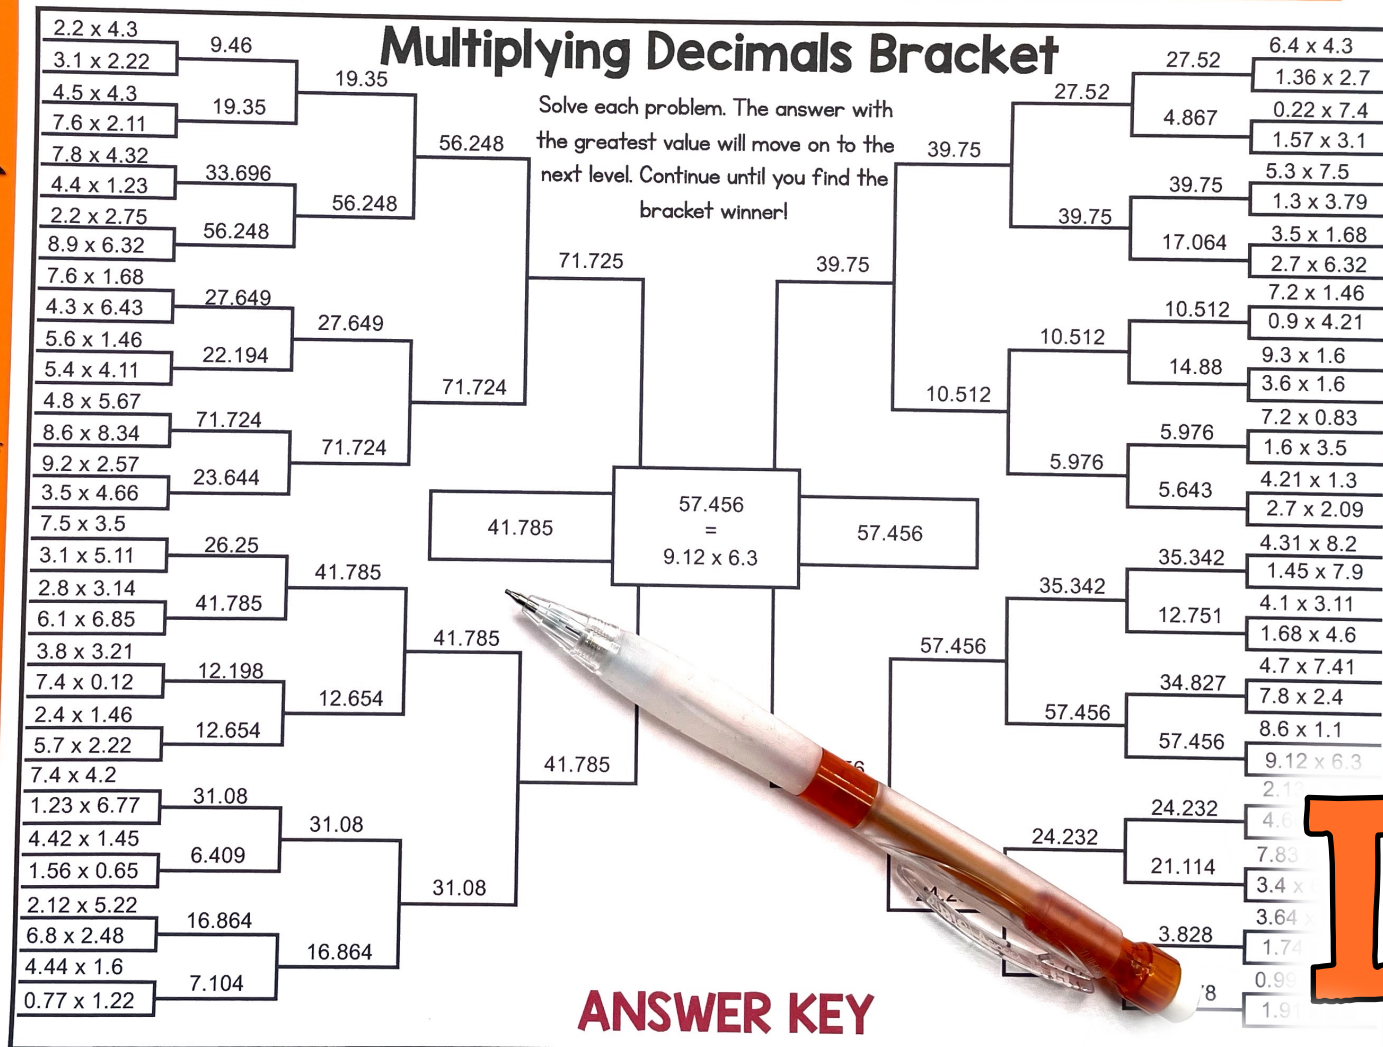 Multiplying Decimals Bracket
Solve each problem. The answer with
the greatest value will move on to the
next level. Continue until you find the
bracket winner!
2.2 x 4.3
3.1 x 2.22
4.5 x 4.3
7.6 x 2.11
7.8 x 4.32
4.4 x 1.23
2.2 x 2.75
8.9 x 6.32
7.6 x 1.68
4.3 x 6.43
5.6 x 1.46
5.4 x 4.11
4.8 x 5.67
8.6 x 8.34
9.2 x 2.57
3.5 x 4.66
7.5 x 3.5
3.1 x 5.11
2.8 x 3.14
6.1 x 6.85
3.8 x 3.21
7.4 x 0.12
2.4 x 1.46
5.7 x 2.22
7.4 x 4.2
1.23 x 6.77
4.42 x 1.45
1.56 x 0.65
2.12 x 5.22
6.8 x 2.48
4.44 x 1.6
0.77 x 1.22
9.46
19.35
33.696
56.248
27.649
22.194
71.724
23.644
26.25
41.785
12.198
12.654
31.08
6.409
16.864
7.104
19.35
56.248
27.649
71.724
41.785
12.654
31.08
16.864
56.248
71.724
41.785
31.08
71.725
41.785
41.785
57.456
=
9.12 x 6.3
57.456
39.75
39.75
10.512
57.456
27.52
39.75
10.512
5.976
35.342
57.456
24.232
27.52
4.867
39.75
17.064
10.512
14.88
5.976
5.643
35.342
12.751
34.827
57.456
24.232
21.114
3.828
6.4 x 4.3
1.36 x 2.7
0.22 x 7.4
1.57 x 3.1
5.3 x 7.5
1.3 x 3.79
3.5 x 1.68
2.7 x 6.32
7.2 x 1.46
0.9 x 4.21
9.3 x 1.6
3.6 x 1.6
7.2 x 0.83
1.6 x 3.5
4.21 x 1.3
2.7 x 2.09
4.31 x 8.2
1.45 x 7.9
4.1 x 3.11
1.68 x 4.6
4.7 x 7.41
7.8 x 2.4
8.6 x 1.1
9.12 x 6.3
7.83
3.4 x
3.64
1.74
0.99
ANSWER KEY